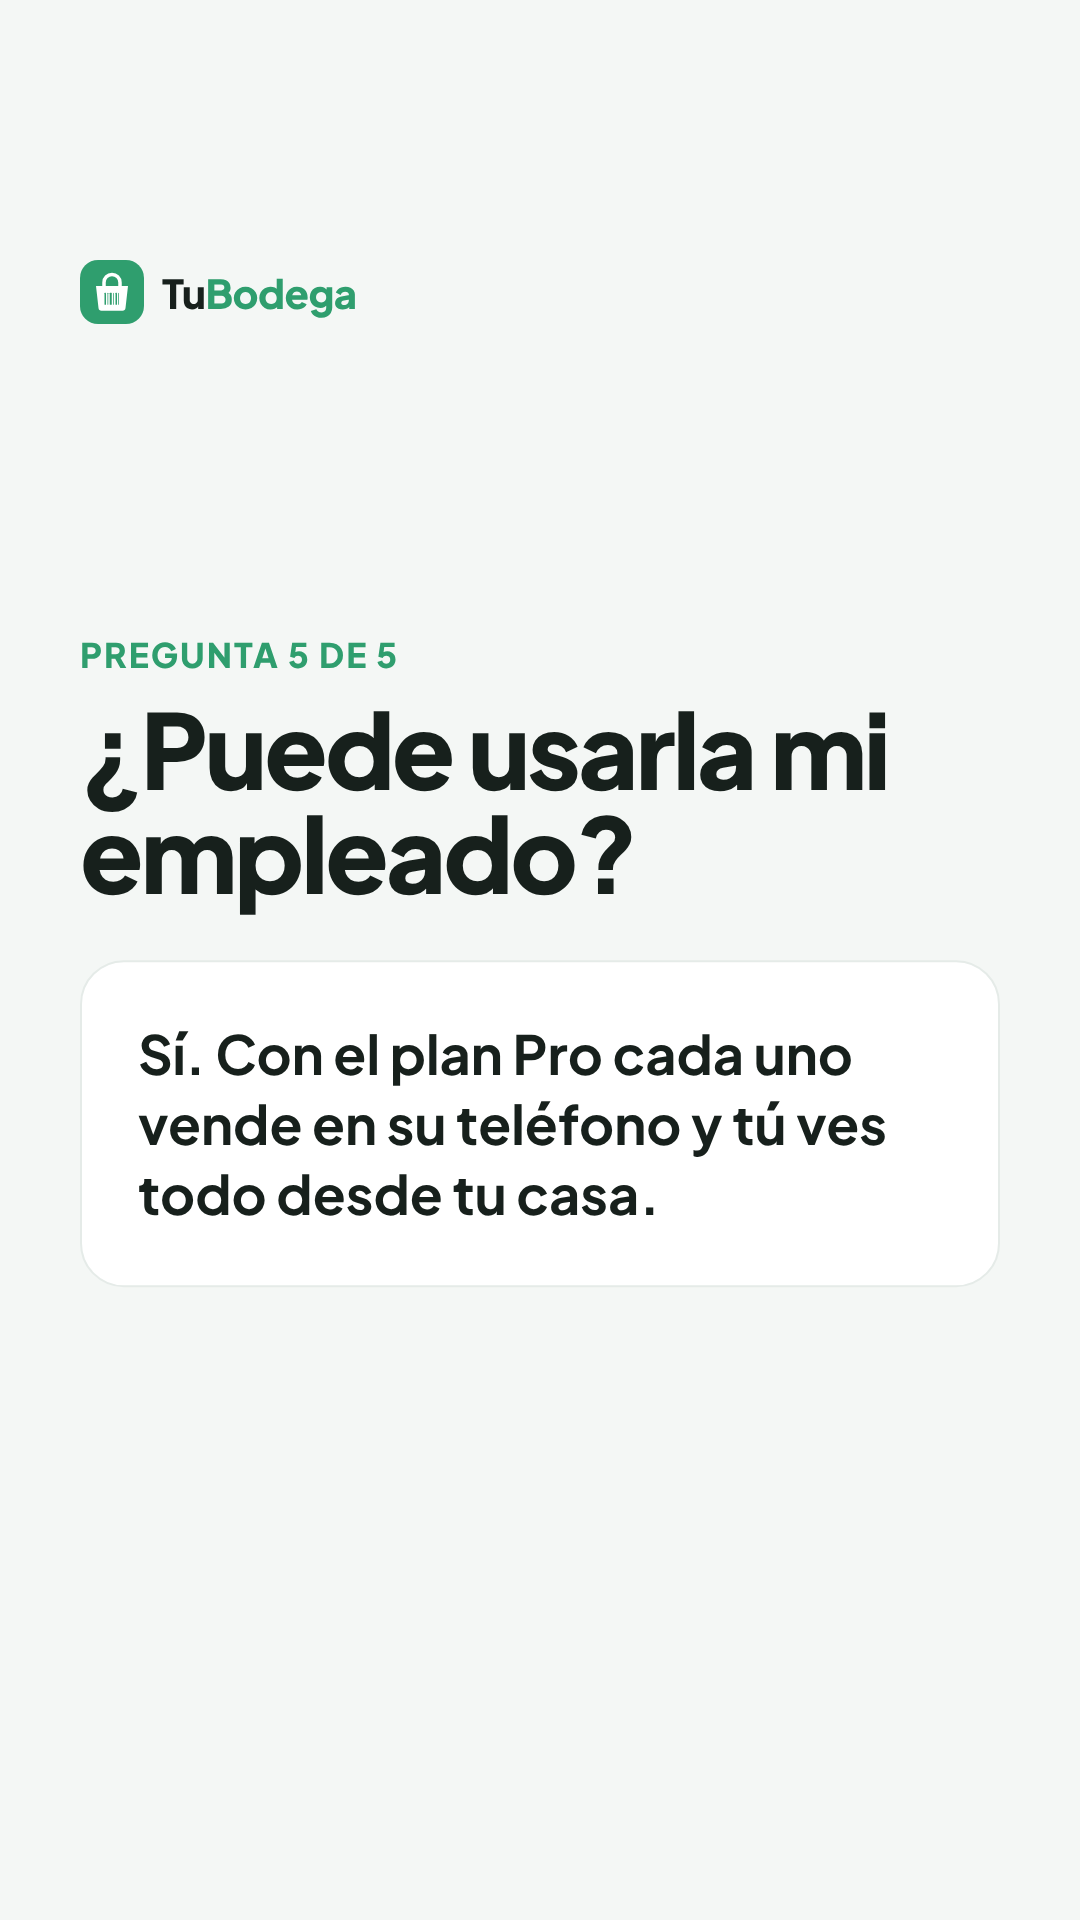 TuBodega
PREGUNTA 5 DE 5
¿Puede usarla mi
empleado?
Sí. Con el plan Pro cada uno
vende en su teléfono y tú ves
todo desde tu casa.